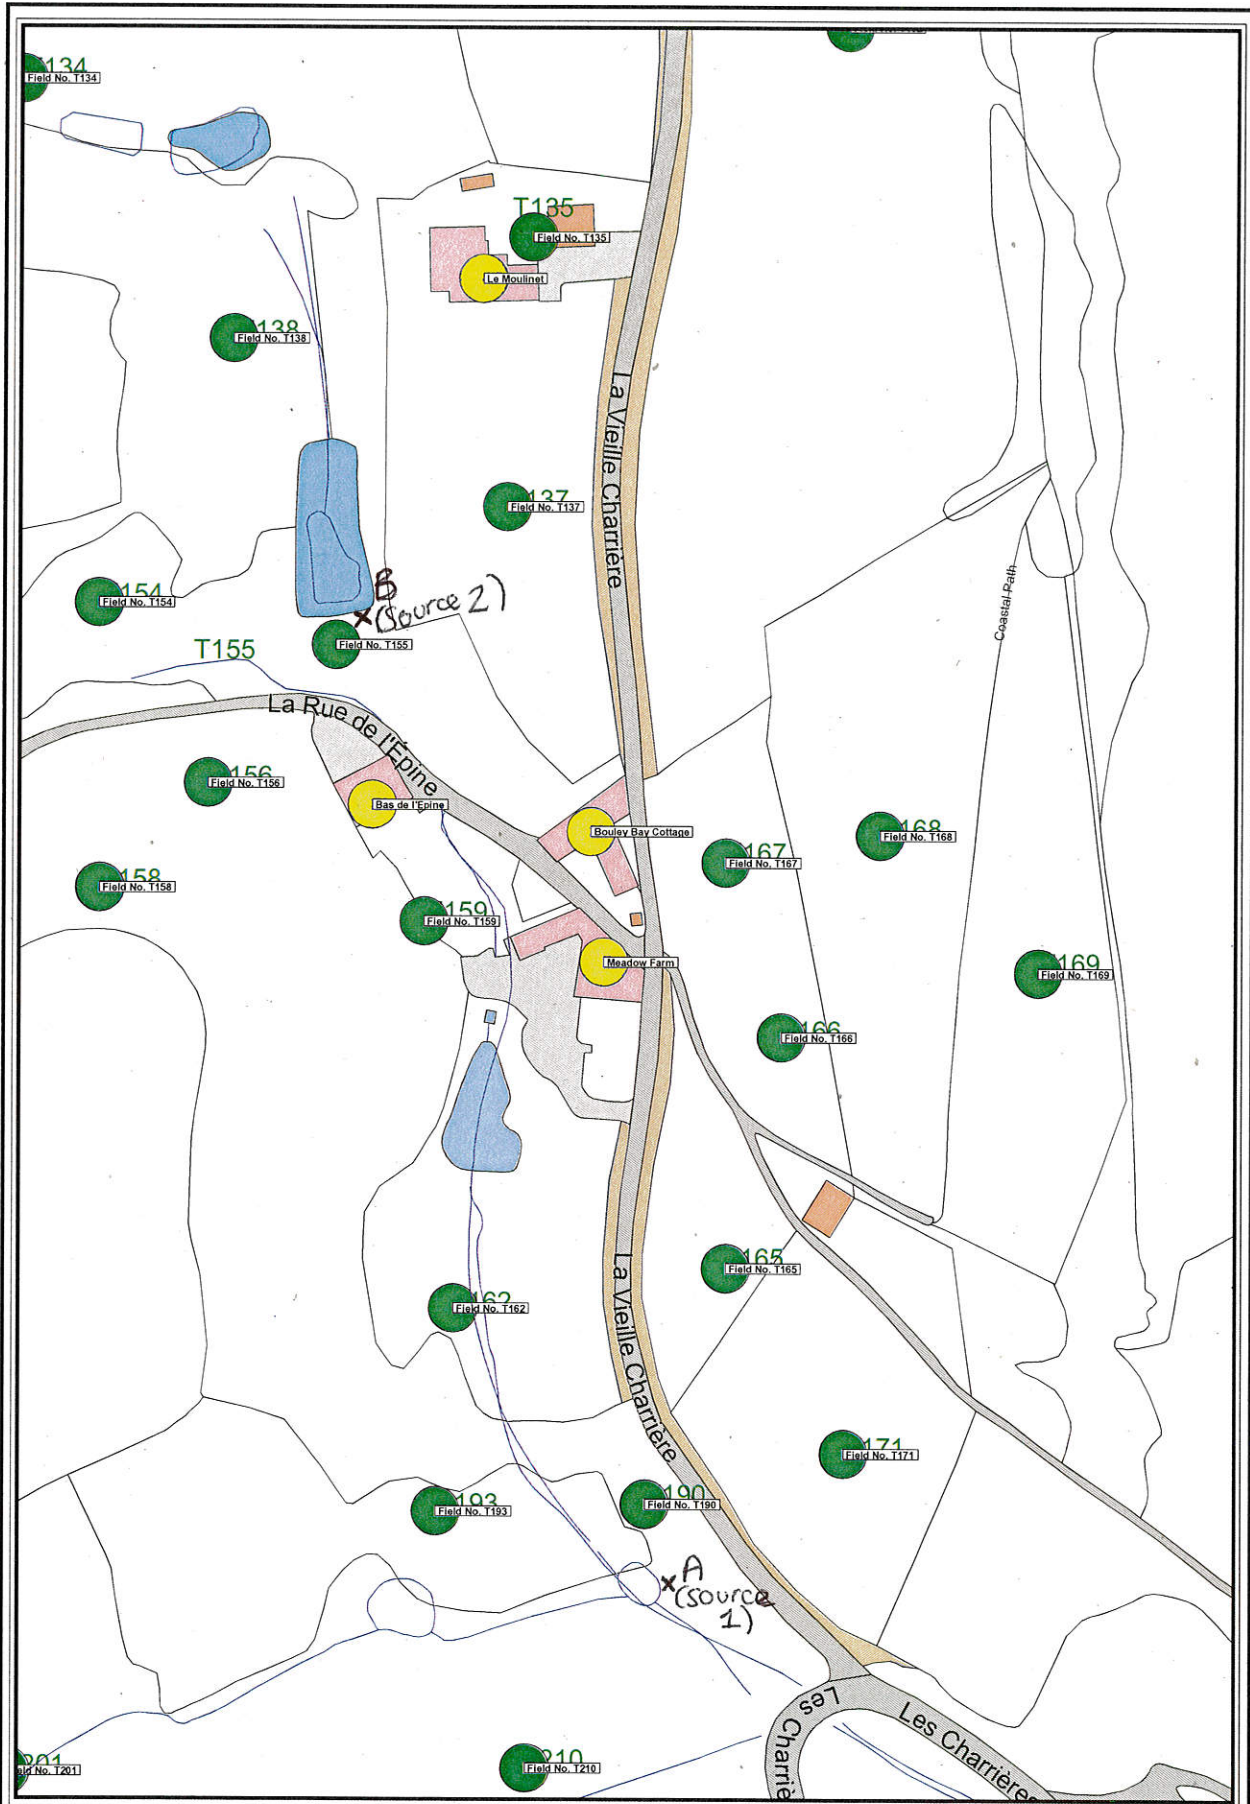 T134
Field No. T134
T135
Field No. T135
Le Moulinet
138
Field No. T138
La Vieille Charrière
137
Field No. T137
154
Field No. T154
B
(Source 2)
Field No. T155
T155
Coastal Path
La Rue de l'Épine
156
Field No. T156
Bas de l'Epine
Bouley Bay Cottage
167
Field No. T167
168
Field No. T168
158
Field No. T158
159
Field No. T159
Meadow Farm
169
Field No. T169
166
Field No. T166
165
Field No. T165
162
Field No. T162
La Vieille Charrière
171
Field No. T171
193
Field No. T193
190
Field No. T190
A
(source
1)
Les Charriè
Les Charrières
201
eld No. T201
210
Field No. T210